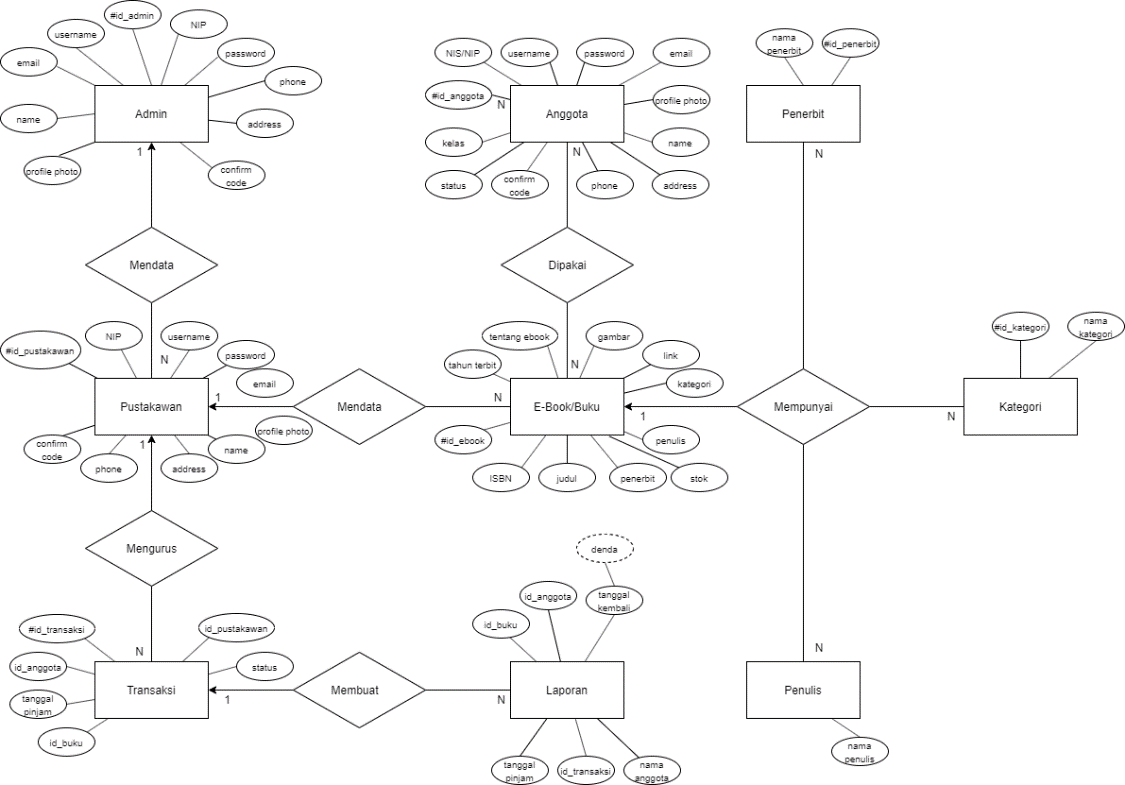 #id_admin
NIP
username
password
email
phone
Admin
name
address
profile photo
confirm
code
1
Mendata
N
NIS/NIP
username
password
email
#id_anggota
N
profile photo
Anggota
kelas
name
status
confirm
code
phone
address
N
Dipakai
N
nama
penerbit
#id_penerbit
Penerbit
N
#id_pustakawan
NIP
username
password
email
Pustakawan
1
profile photo
confirm
code
phone
address
name
1
Mendata
N
tentang ebook
gambar
tahun terbit
link
kategori
E-Book/Buku
#id_ebook
penulis
ISBN
judul
penerbit
stok
1
Mempunyai
N
#id_kategori
nama
kategori
Kategori
Mengurus
N
#id_transaksi
id_pustakawan
id_anggota
status
Transaksi
tanggal
pinjam
id_buku
1
Membuat
N
denda
id_anggota
tanggal
kembali
id_buku
Laporan
tanggal
pinjam
id_transaksi
nama
anggota
N
Penulis
nama
penulis